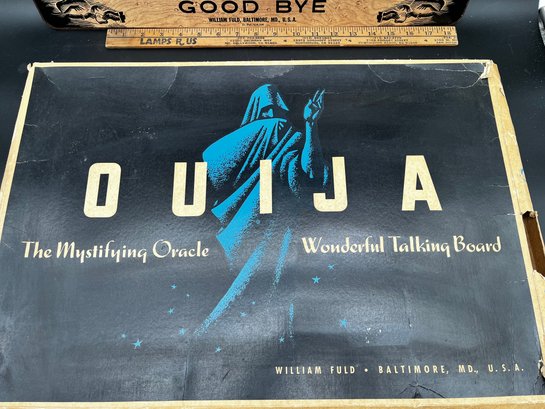 GOOD BYE
WILLIAM FULD, BALTIMORE, MD., U.S.A.
LAMPS R US
OUIJA
The Mystifying Oracle Wonderful Talking Board
WILLIAM FULD • BALTIMORE, MD., U.S.A.